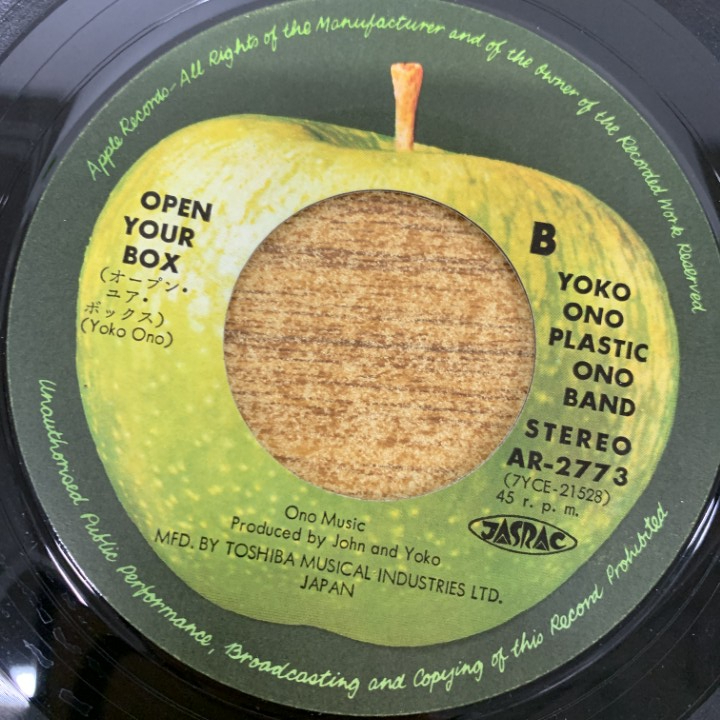 Apple Records-All Rights of the Manufacturer and of the Owner of the Recorded Work Reserved
OPEN
YOUR
BOX
(オープン・
ユア・
ボックス)
(Yoko Ono)
B
YOKO
ONO
PLASTIC
ONO
BAND
STEREO
AR-2773
(7YCE-21528)
45 r. p. m.
JASRAC
Ono Music
Produced by John and Yoko
MFD. BY TOSHIBA MUSICAL INDUSTRIES LTD.
JAPAN
Unauthorised Public Performance, Broadcasting and Copying of this Record Prohibited